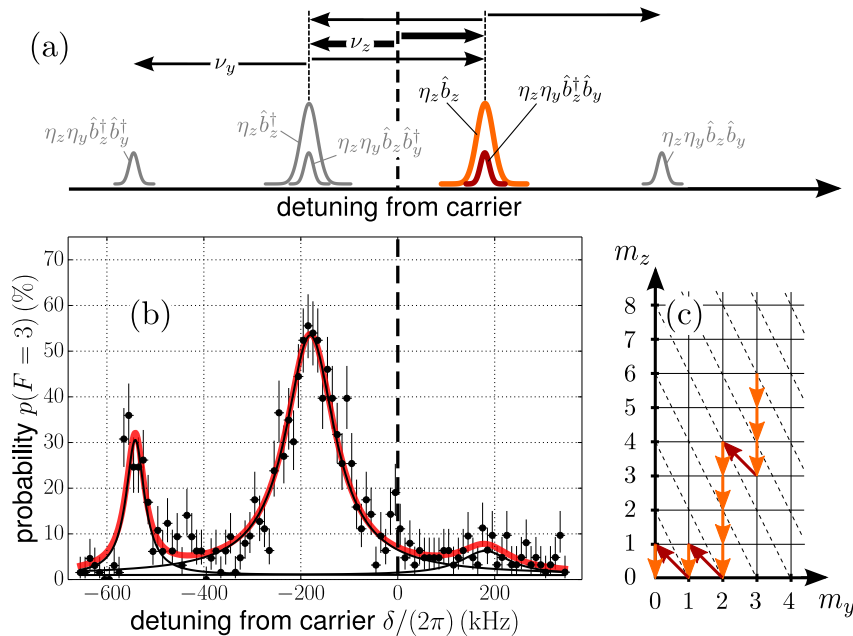 (a)
ν_z
ν_y
η_z b̂_z
η_z η_y b̂_z† b̂_y
η_z b̂_z†
η_z η_y b̂_z† b̂_y†
η_z η_y b̂_z b̂_y†
η_z η_y b̂_z b̂_y
detuning from carrier
(b)
probability p(F = 3) (%)
70
60
50
40
30
20
10
0
−600 −400 −200 0 200
detuning from carrier δ/(2π) (kHz)
m_z
(c)
8
7
6
5
4
3
2
1
0
0 1 2 3 4
m_y